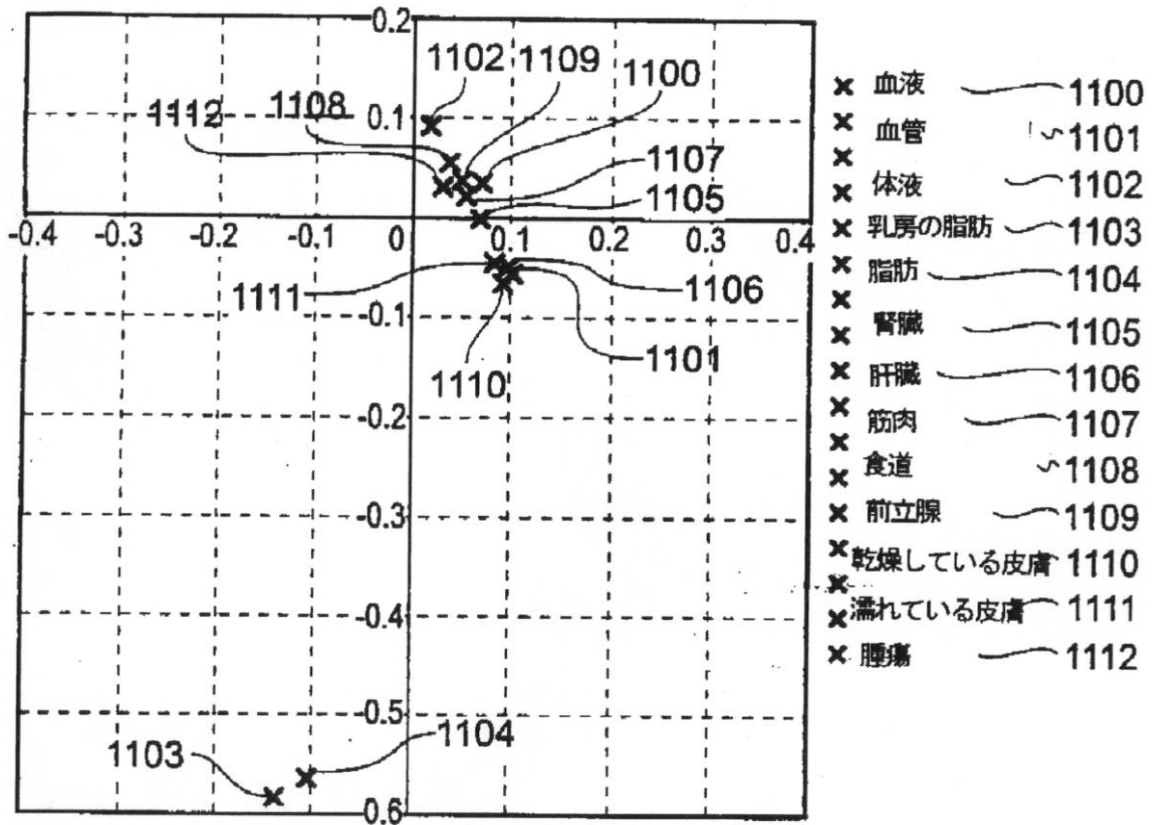 0.2
1102
1109
1100
1108
1112
0.1
1107
1105
-0.4
-0.3
-0.2
-0.1
0
0.1
0.2
0.3
0.4
1111
1106
-0.1
1101
1110
-0.2
-0.3
-0.4
-0.5
1103
1104
0.6
血液 1100
血管 1101
体液 1102
乳房の脂肪 1103
脂肪 1104
腎臓 1105
肝臓 1106
筋肉 1107
食道 1108
前立腺 1109
乾燥している皮膚 1110
濡れている皮膚 1111
腫瘍 1112